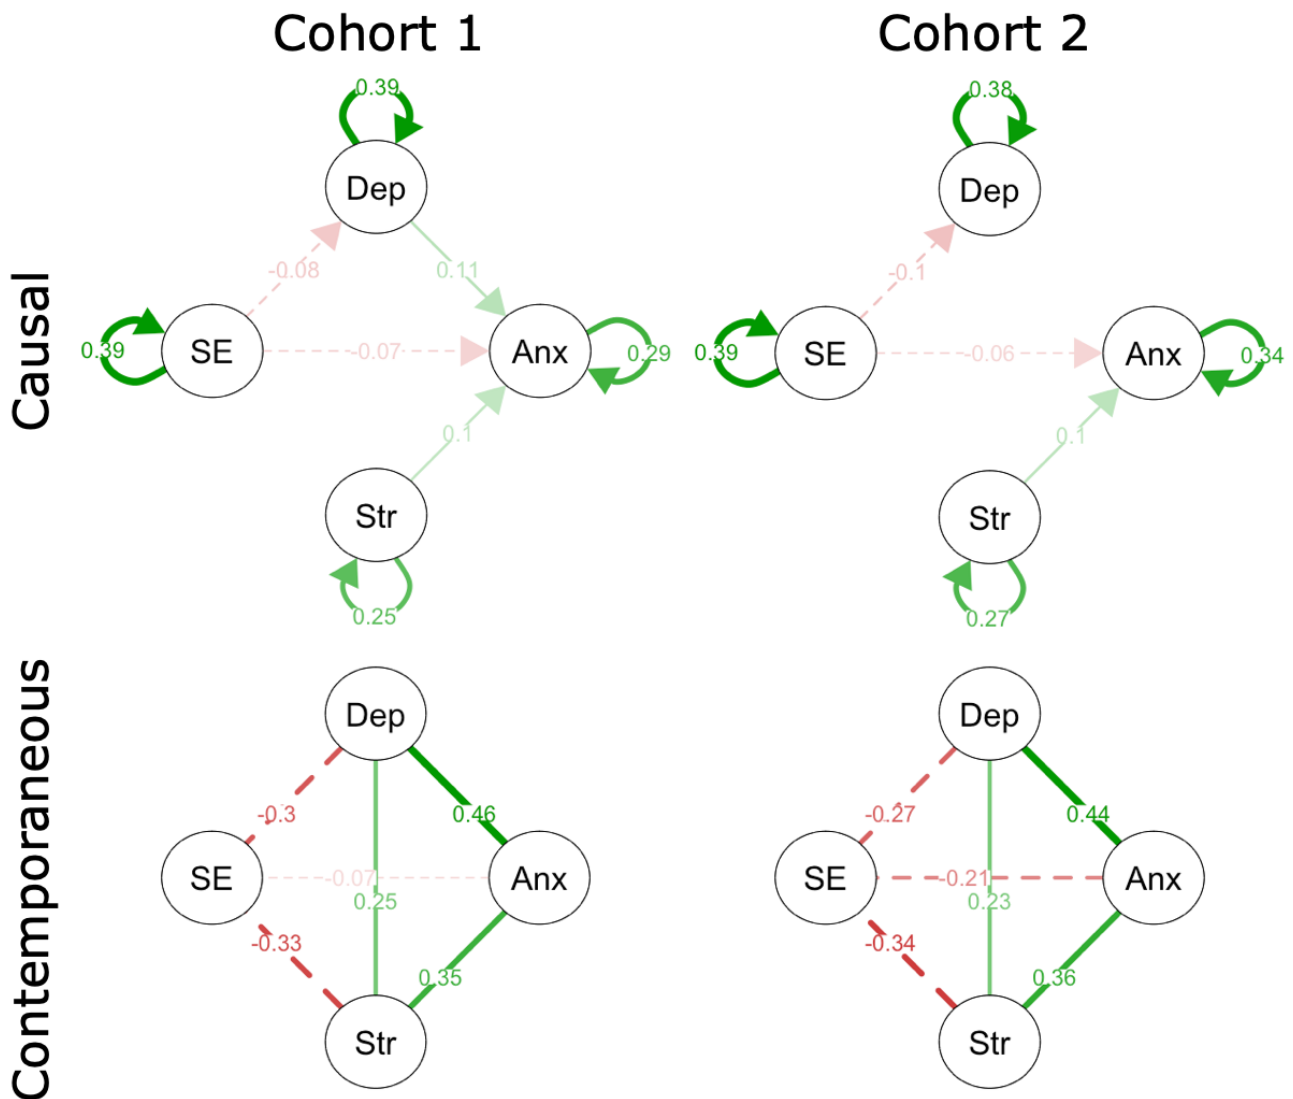 Cohort 1
Cohort 2
Causal
0.39
Dep
-0.08
0.11
0.39
SE
-0.07
Anx
0.29
0.1
Str
0.25
0.38
Dep
-0.1
0.39
SE
-0.06
Anx
0.34
0.1
Str
0.27
Contemporaneous
Dep
-0.3
0.46
SE
-0.07
Anx
0.25
-0.33
0.35
Str
Dep
-0.27
0.44
SE
-0.21
Anx
0.23
-0.34
0.36
Str